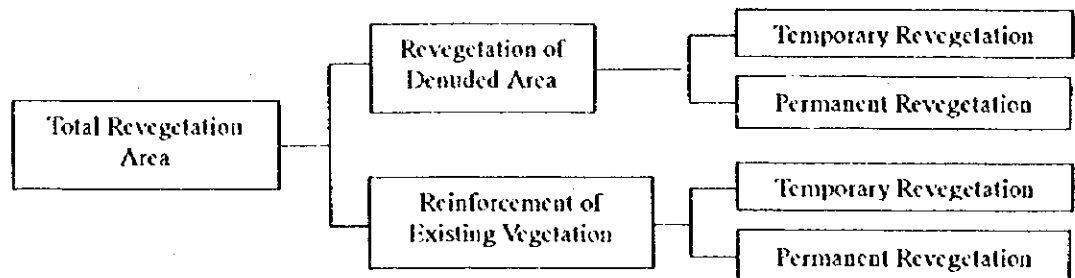 Total Revegetation
Area
Revegetation of
Denuded Area
Temporary Revegetation
Permanent Revegetation
Reinforcement of
Existing Vegetation
Temporary Revegetation
Permanent Revegetation